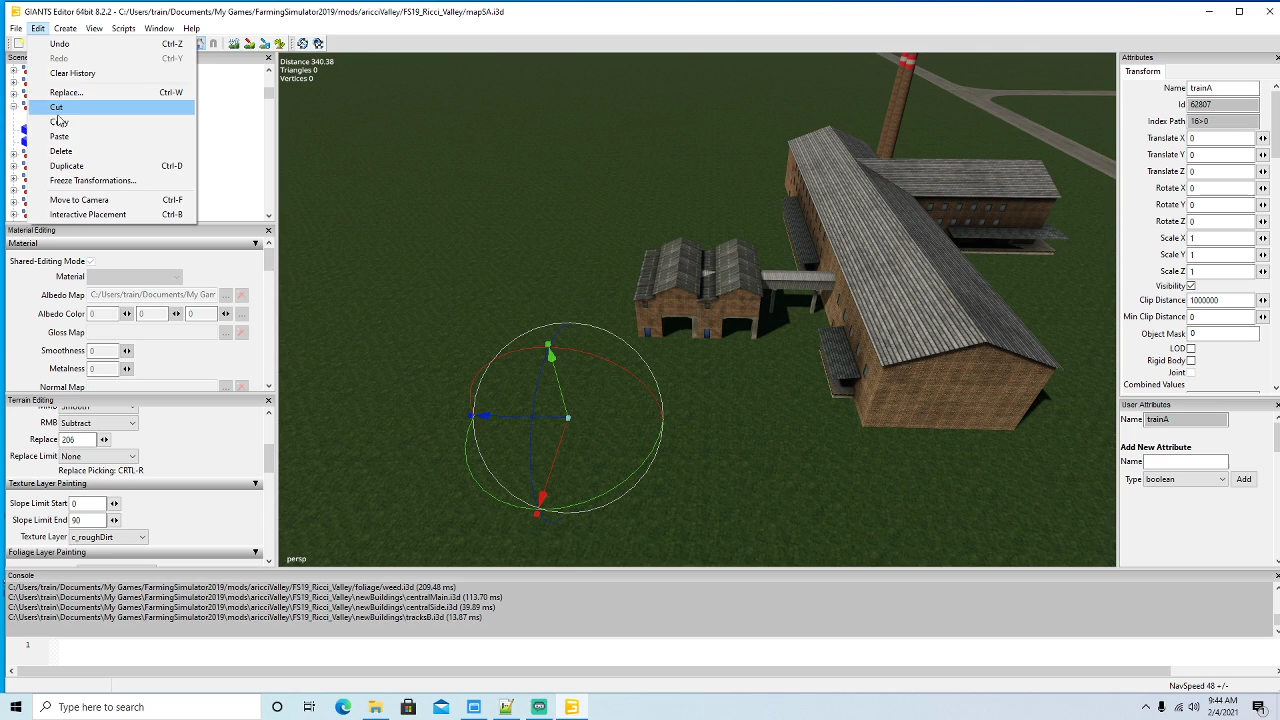 GIANTS Editor 64bit 8.2.2 - [C:/Users/train/Documents/My Games/FarmingSimulator2019/mods/aricciValley/FS19_Ricci_Valley/mapSA.i3d]
File Edit Create View Scripts Window Help
Undo Ctrl-Z
Redo Ctrl-Y
Clear History
Replace... Ctrl-W
Cut
Copy
Paste
Delete
Duplicate Ctrl-D
Freeze Transformations...
Move to Camera Ctrl-F
Interactive Placement Ctrl-B
Material Editing
Material
Shared-Editing Mode
Material
Albedo Map C:/Users/train/Documents/My Gam ...
Albedo Color 0 0 0 ...
Gloss Map ...
Smoothness 0
Metalness 0
Normal Map
Terrain Editing
RMB Subtract
Replace 206
Replace Limit None
Replace Picking: CRTL-R
Texture Layer Painting
Slope Limit Start 0
Slope Limit End 90
Texture Layer c_roughDirt
Foliage Layer Painting
Distance 340.38
Triangles 0
Vertices 0
persp
Attributes
Transform
Name trainA
Id 62807
Index Path 16>0
Translate X 0
Translate Y 0
Translate Z 0
Rotate X 0
Rotate Y 0
Rotate Z 0
Scale X 1
Scale Y 1
Scale Z 1
Visibility
Clip Distance 1000000
Min Clip Distance 0
Object Mask 0
LOD
Rigid Body
Joint
Combined Values
User Attributes
Name trainA
Add New Attribute
Name
Type boolean Add
Console
C:/Users/train/Documents/My Games/FarmingSimulator2019/mods/aricciValley/FS19_Ricci_Valley/foliage/weed.i3d (209.48 ms)
C:\Users\train\Documents\My Games\FarmingSimulator2019\mods\aricciValley\FS19_Ricci_Valley\newBuildings\centralMain.i3d (113.70 ms)
C:\Users\train\Documents\My Games\FarmingSimulator2019\mods\aricciValley\FS19_Ricci_Valley\newBuildings\centralSide.i3d (39.89 ms)
C:\Users\train\Documents\My Games\FarmingSimulator2019\mods\aricciValley\FS19_Ricci_Valley\newBuildings\tracksB.i3d (13.87 ms)
1
NavSpeed 48 +/-
Type here to search
9:44 AM
2/4/2021